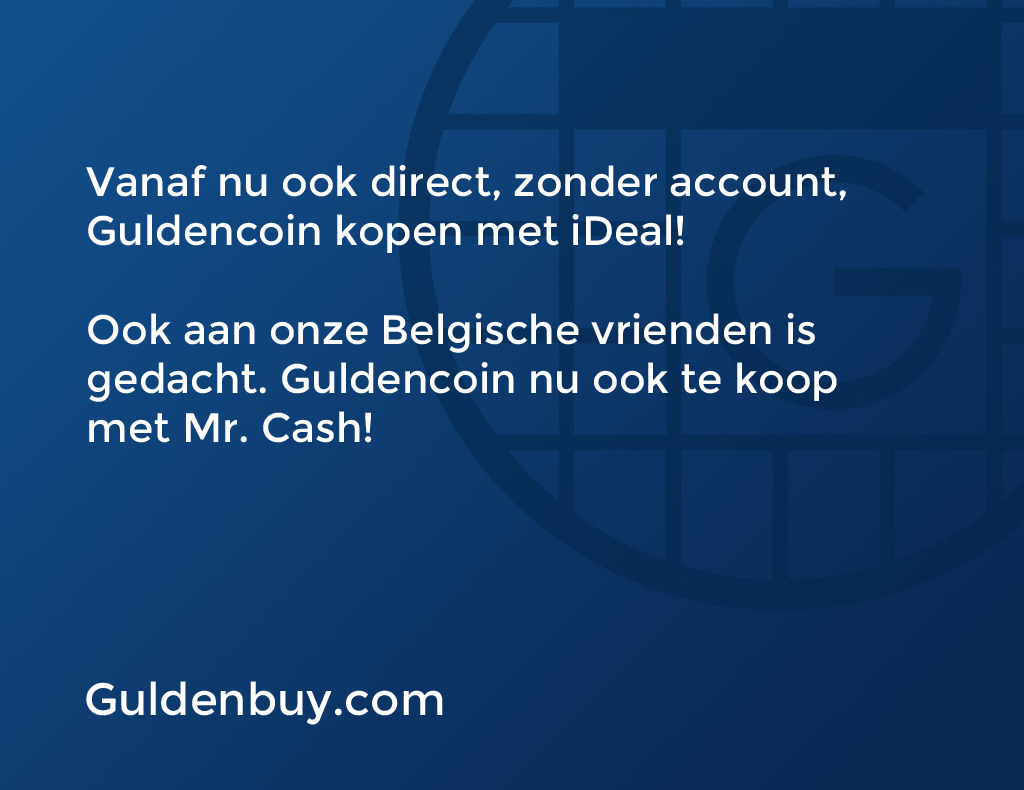 Vanaf nu ook direct, zonder account,
Guldencoin kopen met iDeal!
Ook aan onze Belgische vrienden is
gedacht. Guldencoin nu ook te koop
met Mr. Cash!
Guldenbuy.com